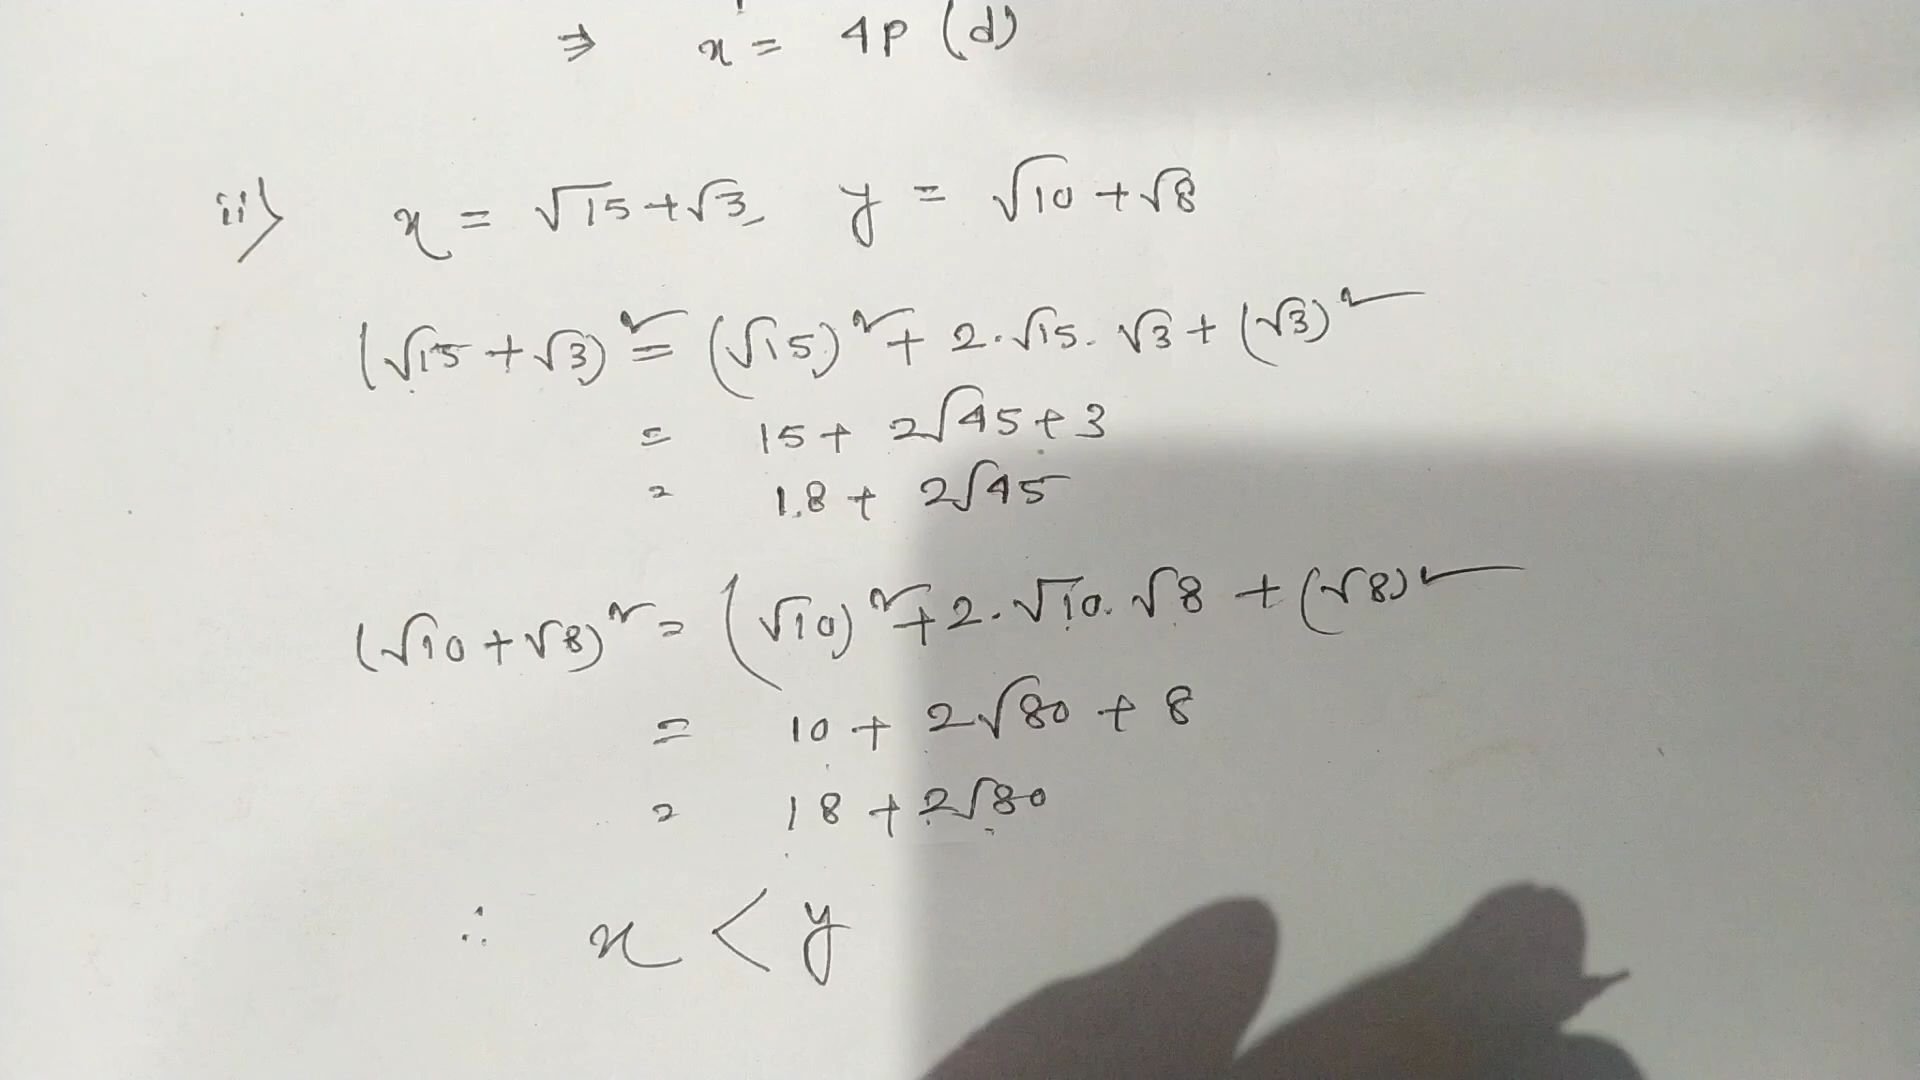 ⇒ x = 4P (d)
ii) x = √15+√3, y = √10 + √8
(√15 + √3)² = (√15)² + 2.√15. √3 + (√3)²
= 15 + 2√45 + 3
= 18 + 2√45
(√10 + √8)² = (√10)² + 2.√10. √8 + (√8)²
= 10 + 2√80 + 8
= 18 + 2√80
∴ x < y